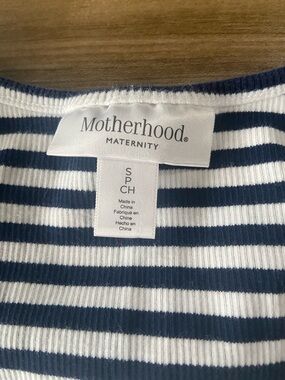 Motherhood®
MATERNITY
S
P
CH
Made in
China
Fabriqué en
Chine
Hecho en
China